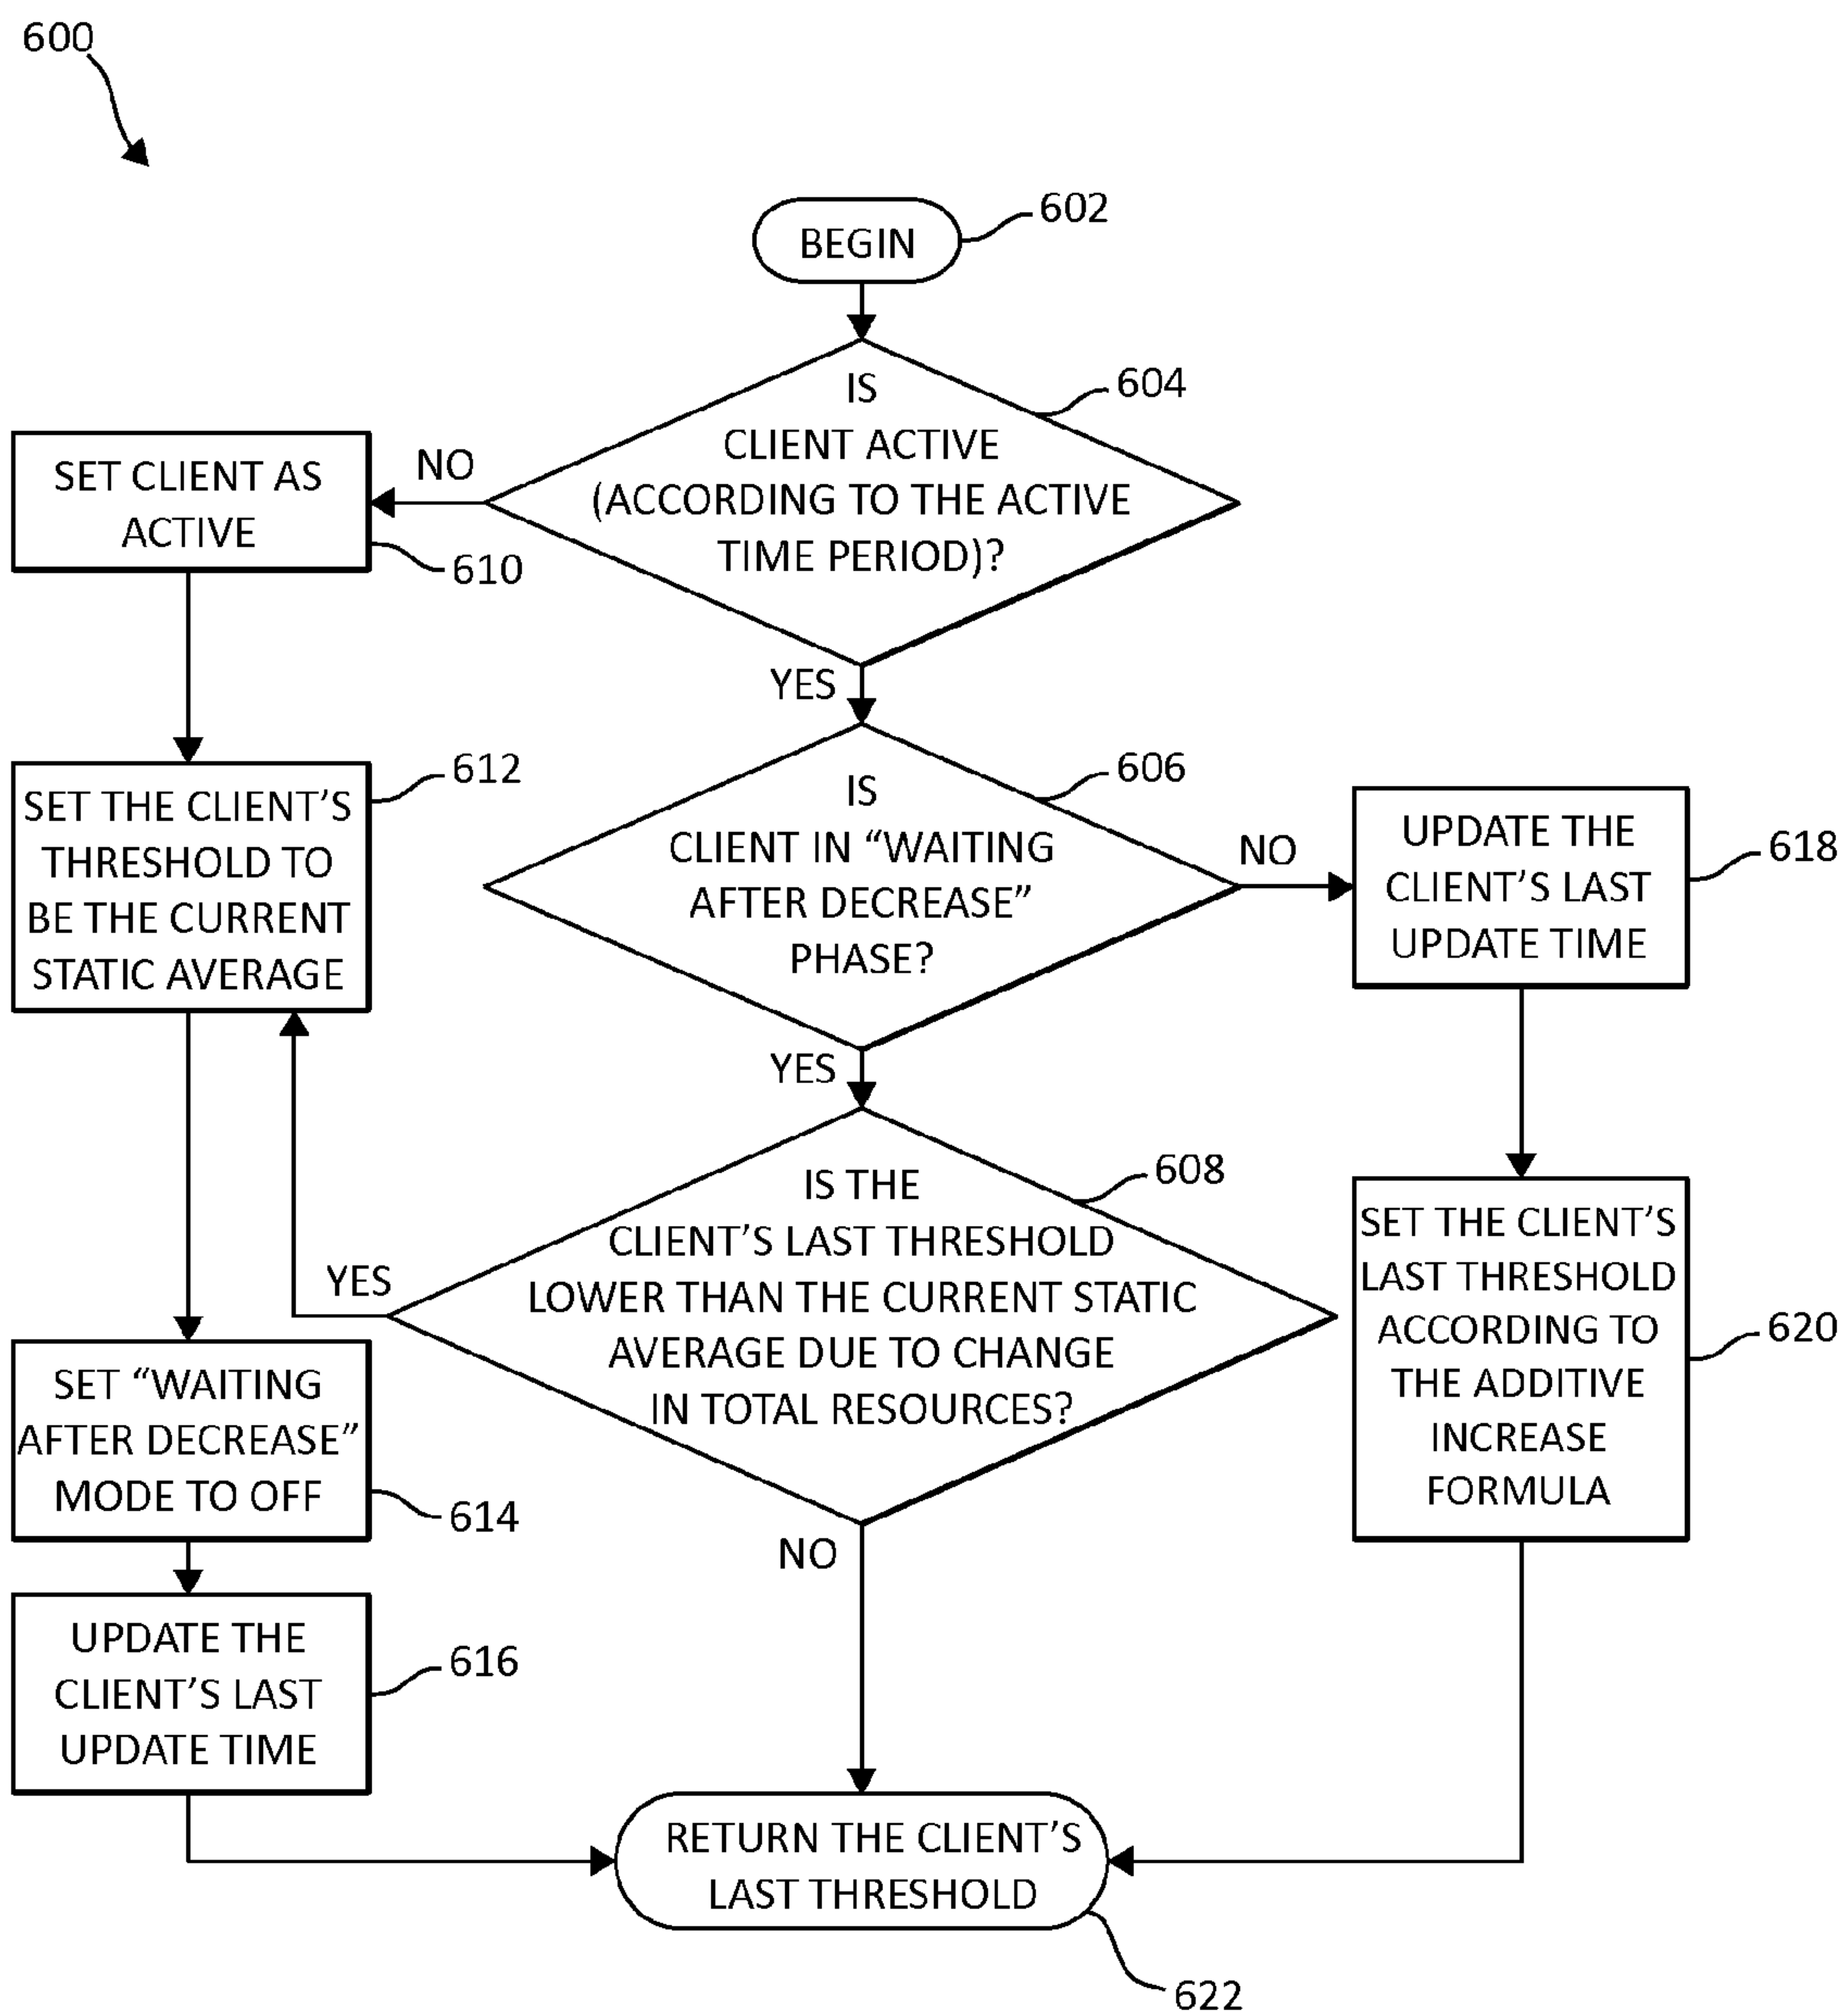 600
BEGIN
602
IS
CLIENT ACTIVE
(ACCORDING TO THE ACTIVE
TIME PERIOD)?
604
NO
SET CLIENT AS
ACTIVE
610
YES
SET THE CLIENT’S
THRESHOLD TO
BE THE CURRENT
STATIC AVERAGE
612
IS
CLIENT IN “WAITING
AFTER DECREASE”
PHASE?
606
NO
UPDATE THE
CLIENT’S LAST
UPDATE TIME
618
YES
IS THE
CLIENT’S LAST THRESHOLD
LOWER THAN THE CURRENT STATIC
AVERAGE DUE TO CHANGE
IN TOTAL RESOURCES?
608
YES
SET THE CLIENT’S
LAST THRESHOLD
ACCORDING TO
THE ADDITIVE
INCREASE
FORMULA
620
SET “WAITING
AFTER DECREASE”
MODE TO OFF
614
NO
UPDATE THE
CLIENT’S LAST
UPDATE TIME
616
RETURN THE CLIENT’S
LAST THRESHOLD
622